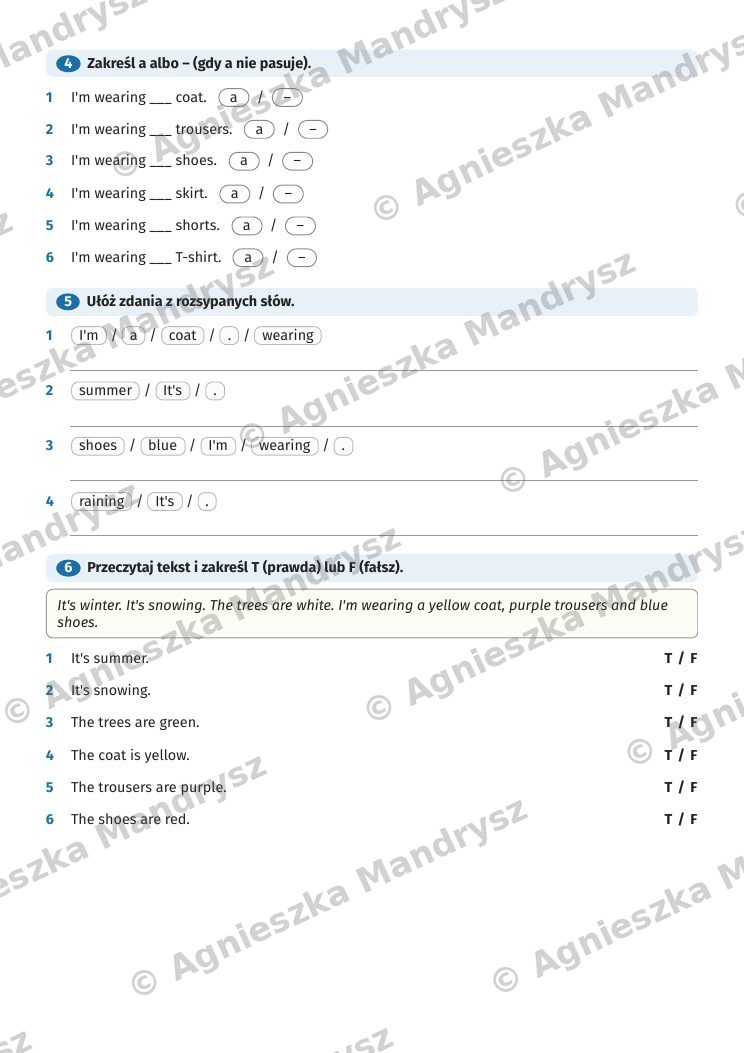 4 Zakreśl a albo – (gdy a nie pasuje).
1 I'm wearing ___ coat. a / –
2 I'm wearing ___ trousers. a / –
3 I'm wearing ___ shoes. a / –
4 I'm wearing ___ skirt. a / –
5 I'm wearing ___ shorts. a / –
6 I'm wearing ___ T-shirt. a / –
5 Ułóż zdania z rozsypanych słów.
1 I'm / a / coat / . / wearing
2 summer / It's / .
3 shoes / blue / I'm / wearing / .
4 raining / It's / .
6 Przeczytaj tekst i zakreśl T (prawda) lub F (fałsz).
It's winter. It's snowing. The trees are white. I'm wearing a yellow coat, purple trousers and blue
shoes.
1 It's summer. T / F
2 It's snowing. T / F
3 The trees are green. T / F
4 The coat is yellow. T / F
5 The trousers are purple. T / F
6 The shoes are red. T / F
© Agnieszka Mandrysz